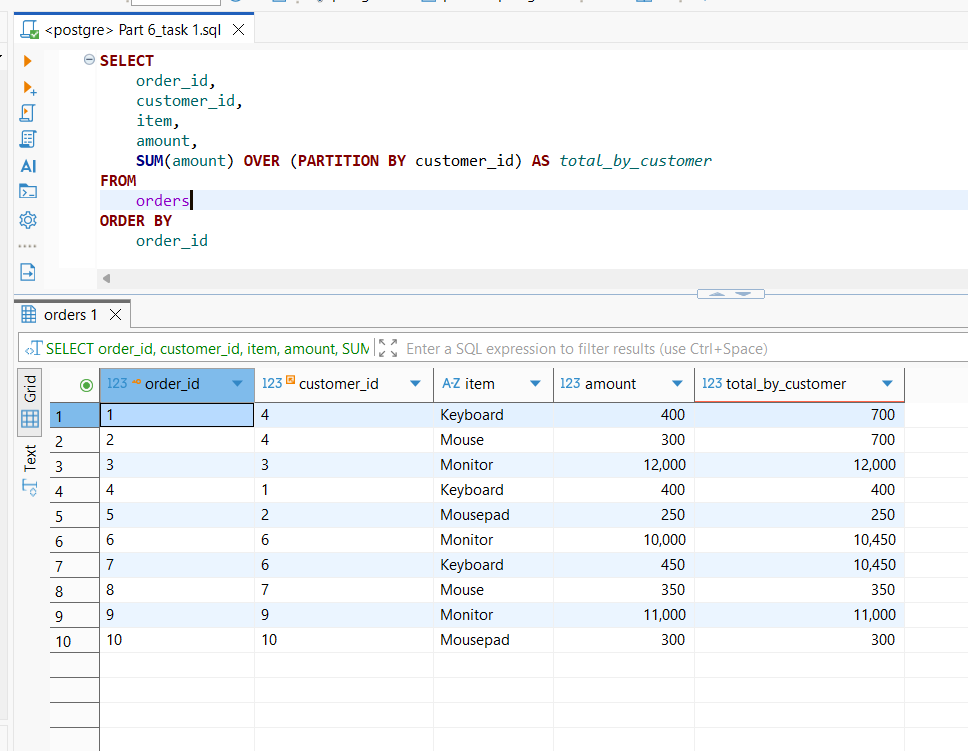 <postgre> Part 6_task 1.sql
SELECT
order_id,
customer_id,
item,
amount,
SUM(amount) OVER (PARTITION BY customer_id) AS total_by_customer
FROM
orders
ORDER BY
order_id
AI
orders 1
SELECT order_id, customer_id, item, amount, SUM Enter a SQL expression to filter results (use Ctrl+Space)
Grid
Text
123 order_id 123 customer_id A-Z item 123 amount 123 total_by_customer
1 1 4 Keyboard 400 700
2 2 4 Mouse 300 700
3 3 3 Monitor 12,000 12,000
4 4 1 Keyboard 400 400
5 5 2 Mousepad 250 250
6 6 6 Monitor 10,000 10,450
7 7 6 Keyboard 450 10,450
8 8 7 Mouse 350 350
9 9 9 Monitor 11,000 11,000
10 10 10 Mousepad 300 300